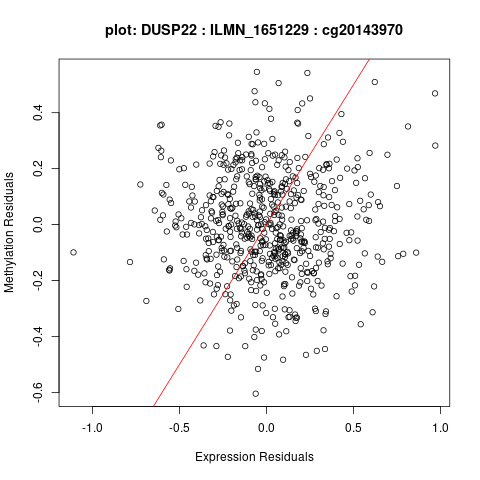 plot: DUSP22 : ILMN_1651229 : cg20143970
Methylation Residuals
0.4
0.2
0.0
-0.2
-0.4
-0.6
-1.0 -0.5 0.0 0.5 1.0
Expression Residuals